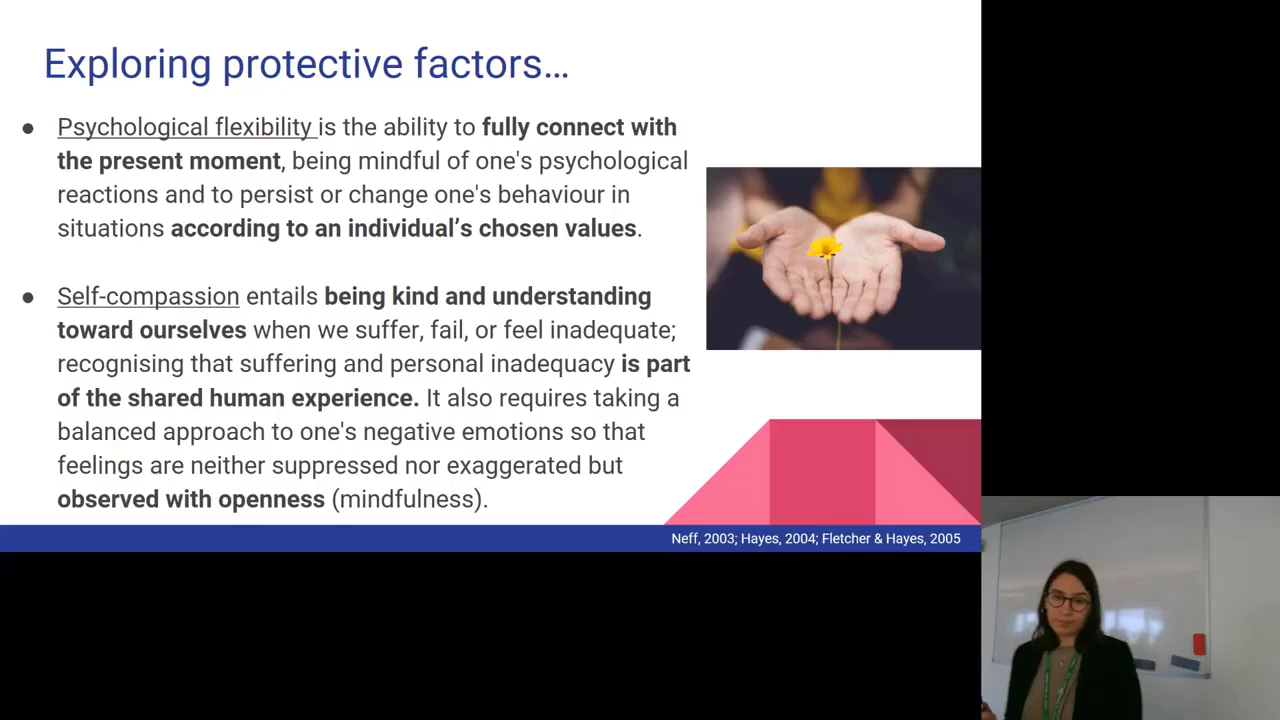 Exploring protective factors…
● Psychological flexibility is the ability to fully connect with
the present moment, being mindful of one's psychological
reactions and to persist or change one's behaviour in
situations according to an individual’s chosen values.
● Self-compassion entails being kind and understanding
toward ourselves when we suffer, fail, or feel inadequate;
recognising that suffering and personal inadequacy is part
of the shared human experience. It also requires taking a
balanced approach to one's negative emotions so that
feelings are neither suppressed nor exaggerated but
observed with openness (mindfulness).
Neff, 2003; Hayes, 2004; Fletcher & Hayes, 2005